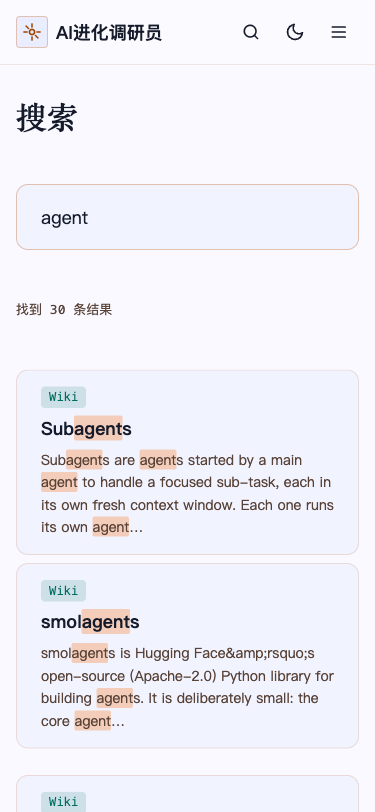 AI进化调研员
搜索
agent
找到 30 条结果
Wiki
Subagents
Subagents are agents started by a main
agent to handle a focused sub-task, each in
its own fresh context window. Each one runs
its own agent…
Wiki
smolagents
smolagents is Hugging Face&amp;rsquo;s
open-source (Apache-2.0) Python library for
building agents. It is deliberately small: the
core agent…
Wiki